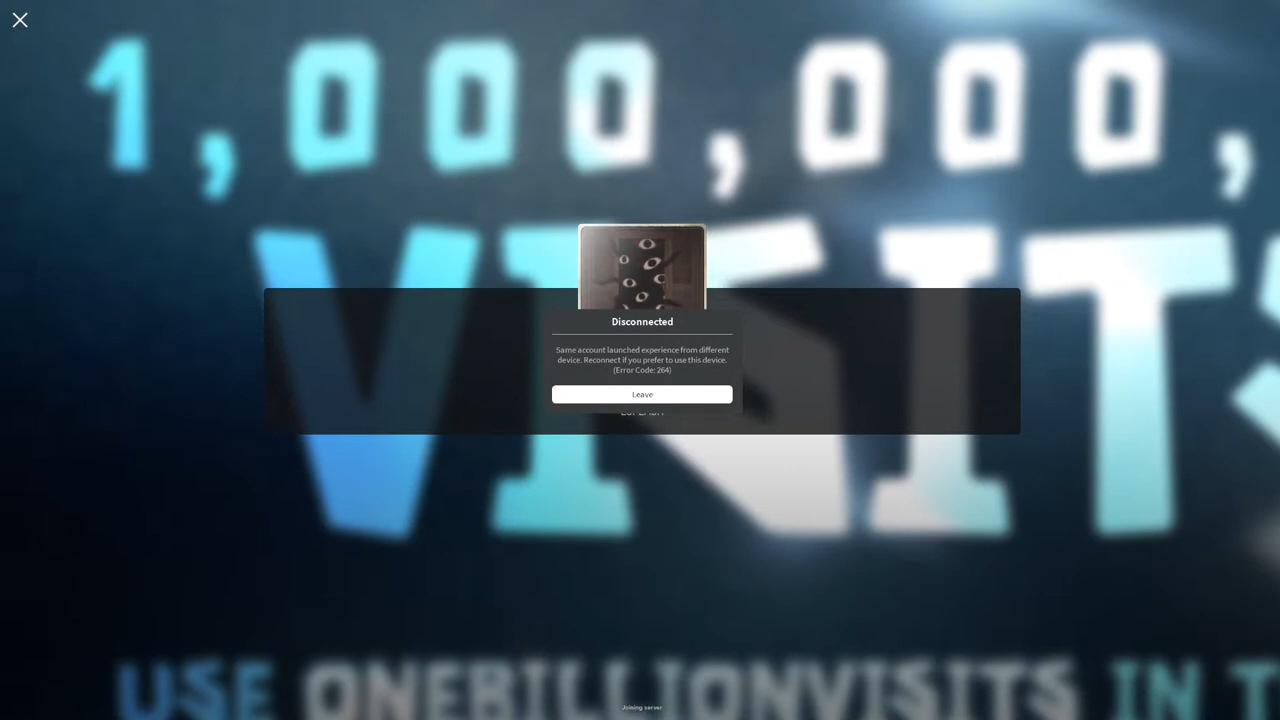 1,000,000,
VISITS
Disconnected
Same account launched experience from different
device. Reconnect if you prefer to use this device.
(Error Code: 264)
Leave
USE ONEBILLIONVISITS IN
Joining server